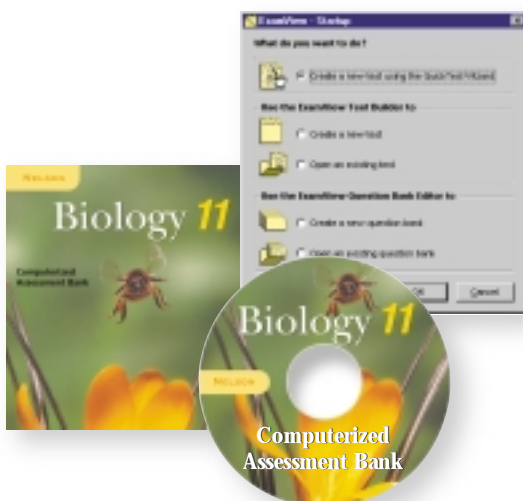 ExamView - Startup
What do you want to do?
Create a new test using the QuickTest Wizard
Use the ExamView Test Builder to
Create a new test
Open an existing test
Use the ExamView Question Bank Editor to
Create a new question bank
Open an existing question bank
OK
Cancel
NELSON
Biology 11
Computerized
Assessment Bank
Biology 11
NELSON
Computerized
Assessment Bank